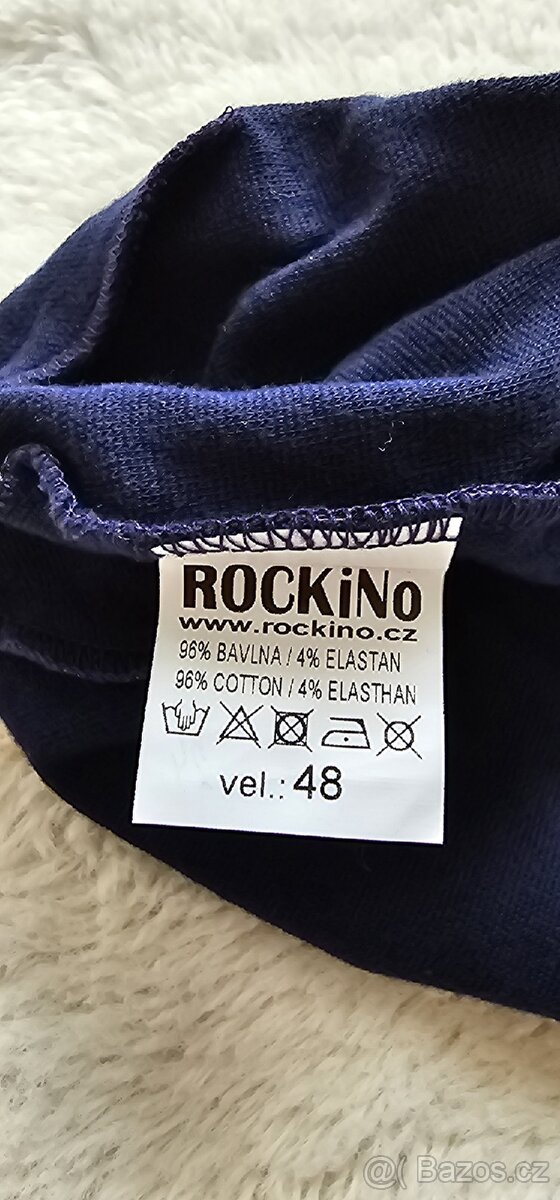 ROCKiNo
www.rockino.cz
96% BAVLNA / 4% ELASTAN
96% COTTON / 4% ELASTHAN
vel.: 48
@( Bazos.cz